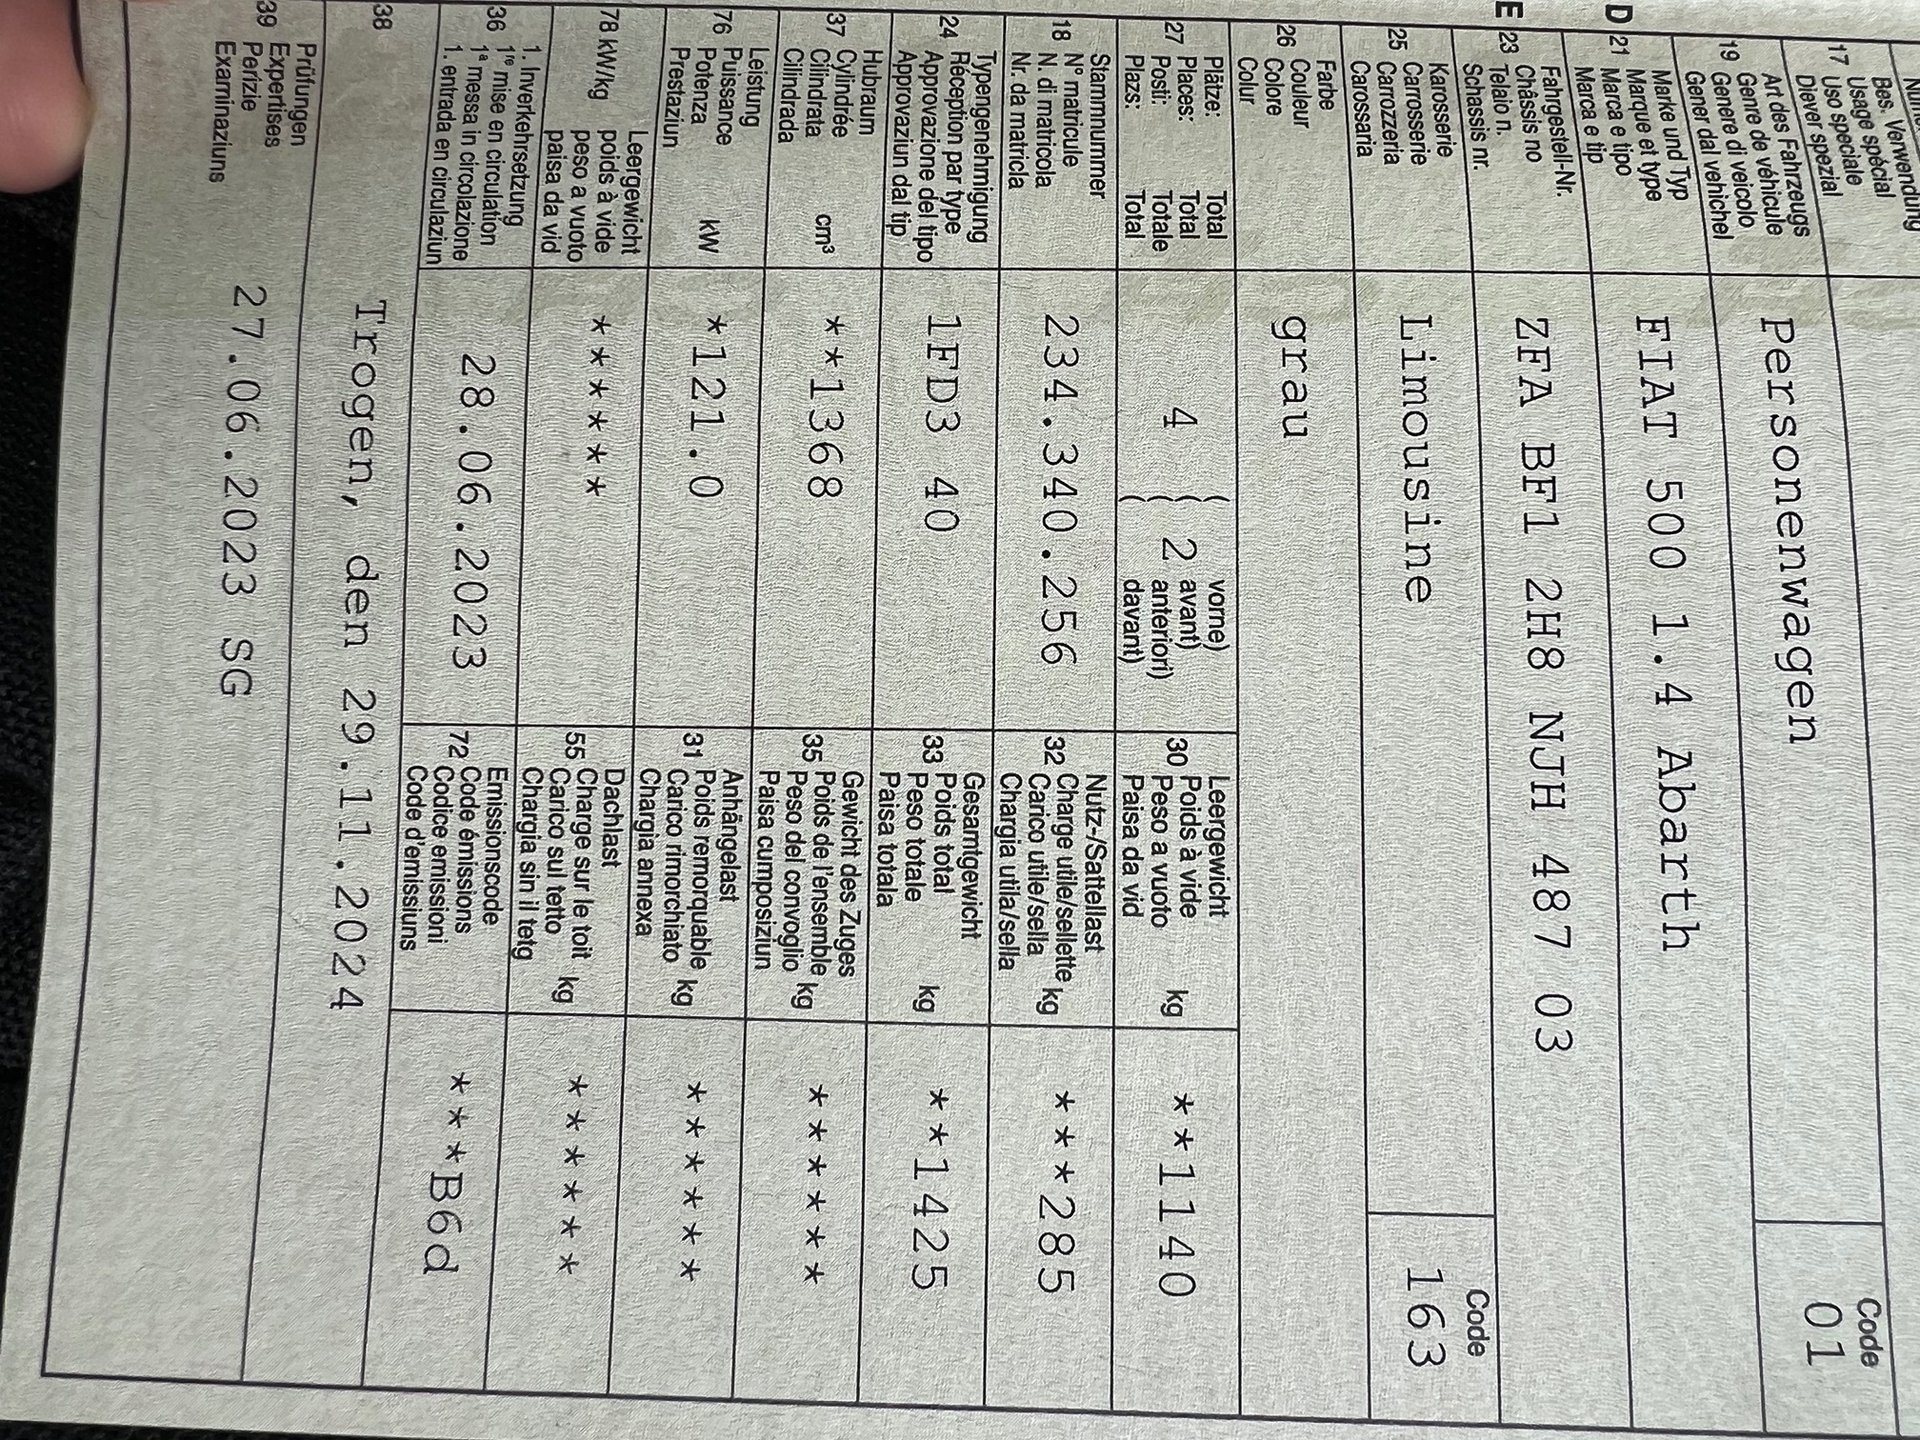 Bes. Verwendung
17 Usage spécial
Uso speciale
Diever spezial
Art des Fahrzeugs
19 Genre de véhicule
Genere di veicolo
Gener dal vehichel
Personenwagen
Code
01
D
Marke und Typ
21 Marque et type
Marca e tipo
Marca e tip
FIAT 500 1.4 Abarth
E
Fahrgestell-Nr.
23 Châssis no
Telaio n.
Schassis nr.
ZFA BF1 2H8 NJH 487 03
Karosserie
25 Carrosserie
Carrozzeria
Carossaria
Limousine
Code
163
Farbe
26 Couleur
Colore
Colur
grau
Plätze: Total
27 Places: Total
Posti: Totale
Plazs: Total
4
( vorne)
( 2 avant)
( anteriori)
davant)
Leergewicht
30 Poids à vide
Peso a vuoto kg
Paisa da vid
**1140
Stammnummer
18 N° matricule
N. di matricola
Nr. da matricla
234.340.256
Nutz-/Sattellast
32 Charge utile/sellette
Carico utile/sella kg
Chargia utila/sella
***285
Typengenehmigung
24 Réception par type
Approvazione del tipo
Approvaziun dal tip
1FD3 40
Gesamtgewicht
33 Poids total
Peso totale kg
Paisa totala
**1425
Hubraum
37 Cylindrée
Cilindrata cm³
Cilindrada
**1368
Gewicht des Zuges
35 Poids de l'ensemble
Peso del convoglio kg
Paisa cumposiziun
******
Leistung
76 Puissance
Potenza kW
Prestaziun
*121.0
Anhängelast
31 Poids remorquable
Carico rimorchiato kg
Chargia annexa
******
Leergewicht
78 kW/kg poids à vide
peso a vuoto
paisa da vid
******
Dachlast
55 Charge sur le toit
Carico sul tetto kg
Chargia sin il tetg
******
1. Inverkehrsetzung
36 1re mise en circulation
1a messa in circolazione
1. entrada en circulaziun
28.06.2023
Emissionscode
72 Code émissions
Codice emissioni
Code d'emissiuns
***B6d
38
Trogen, den 29.11.2024
Prüfungen
39 Expertises
Perizie
Examinaziuns
27.06.2023 SG